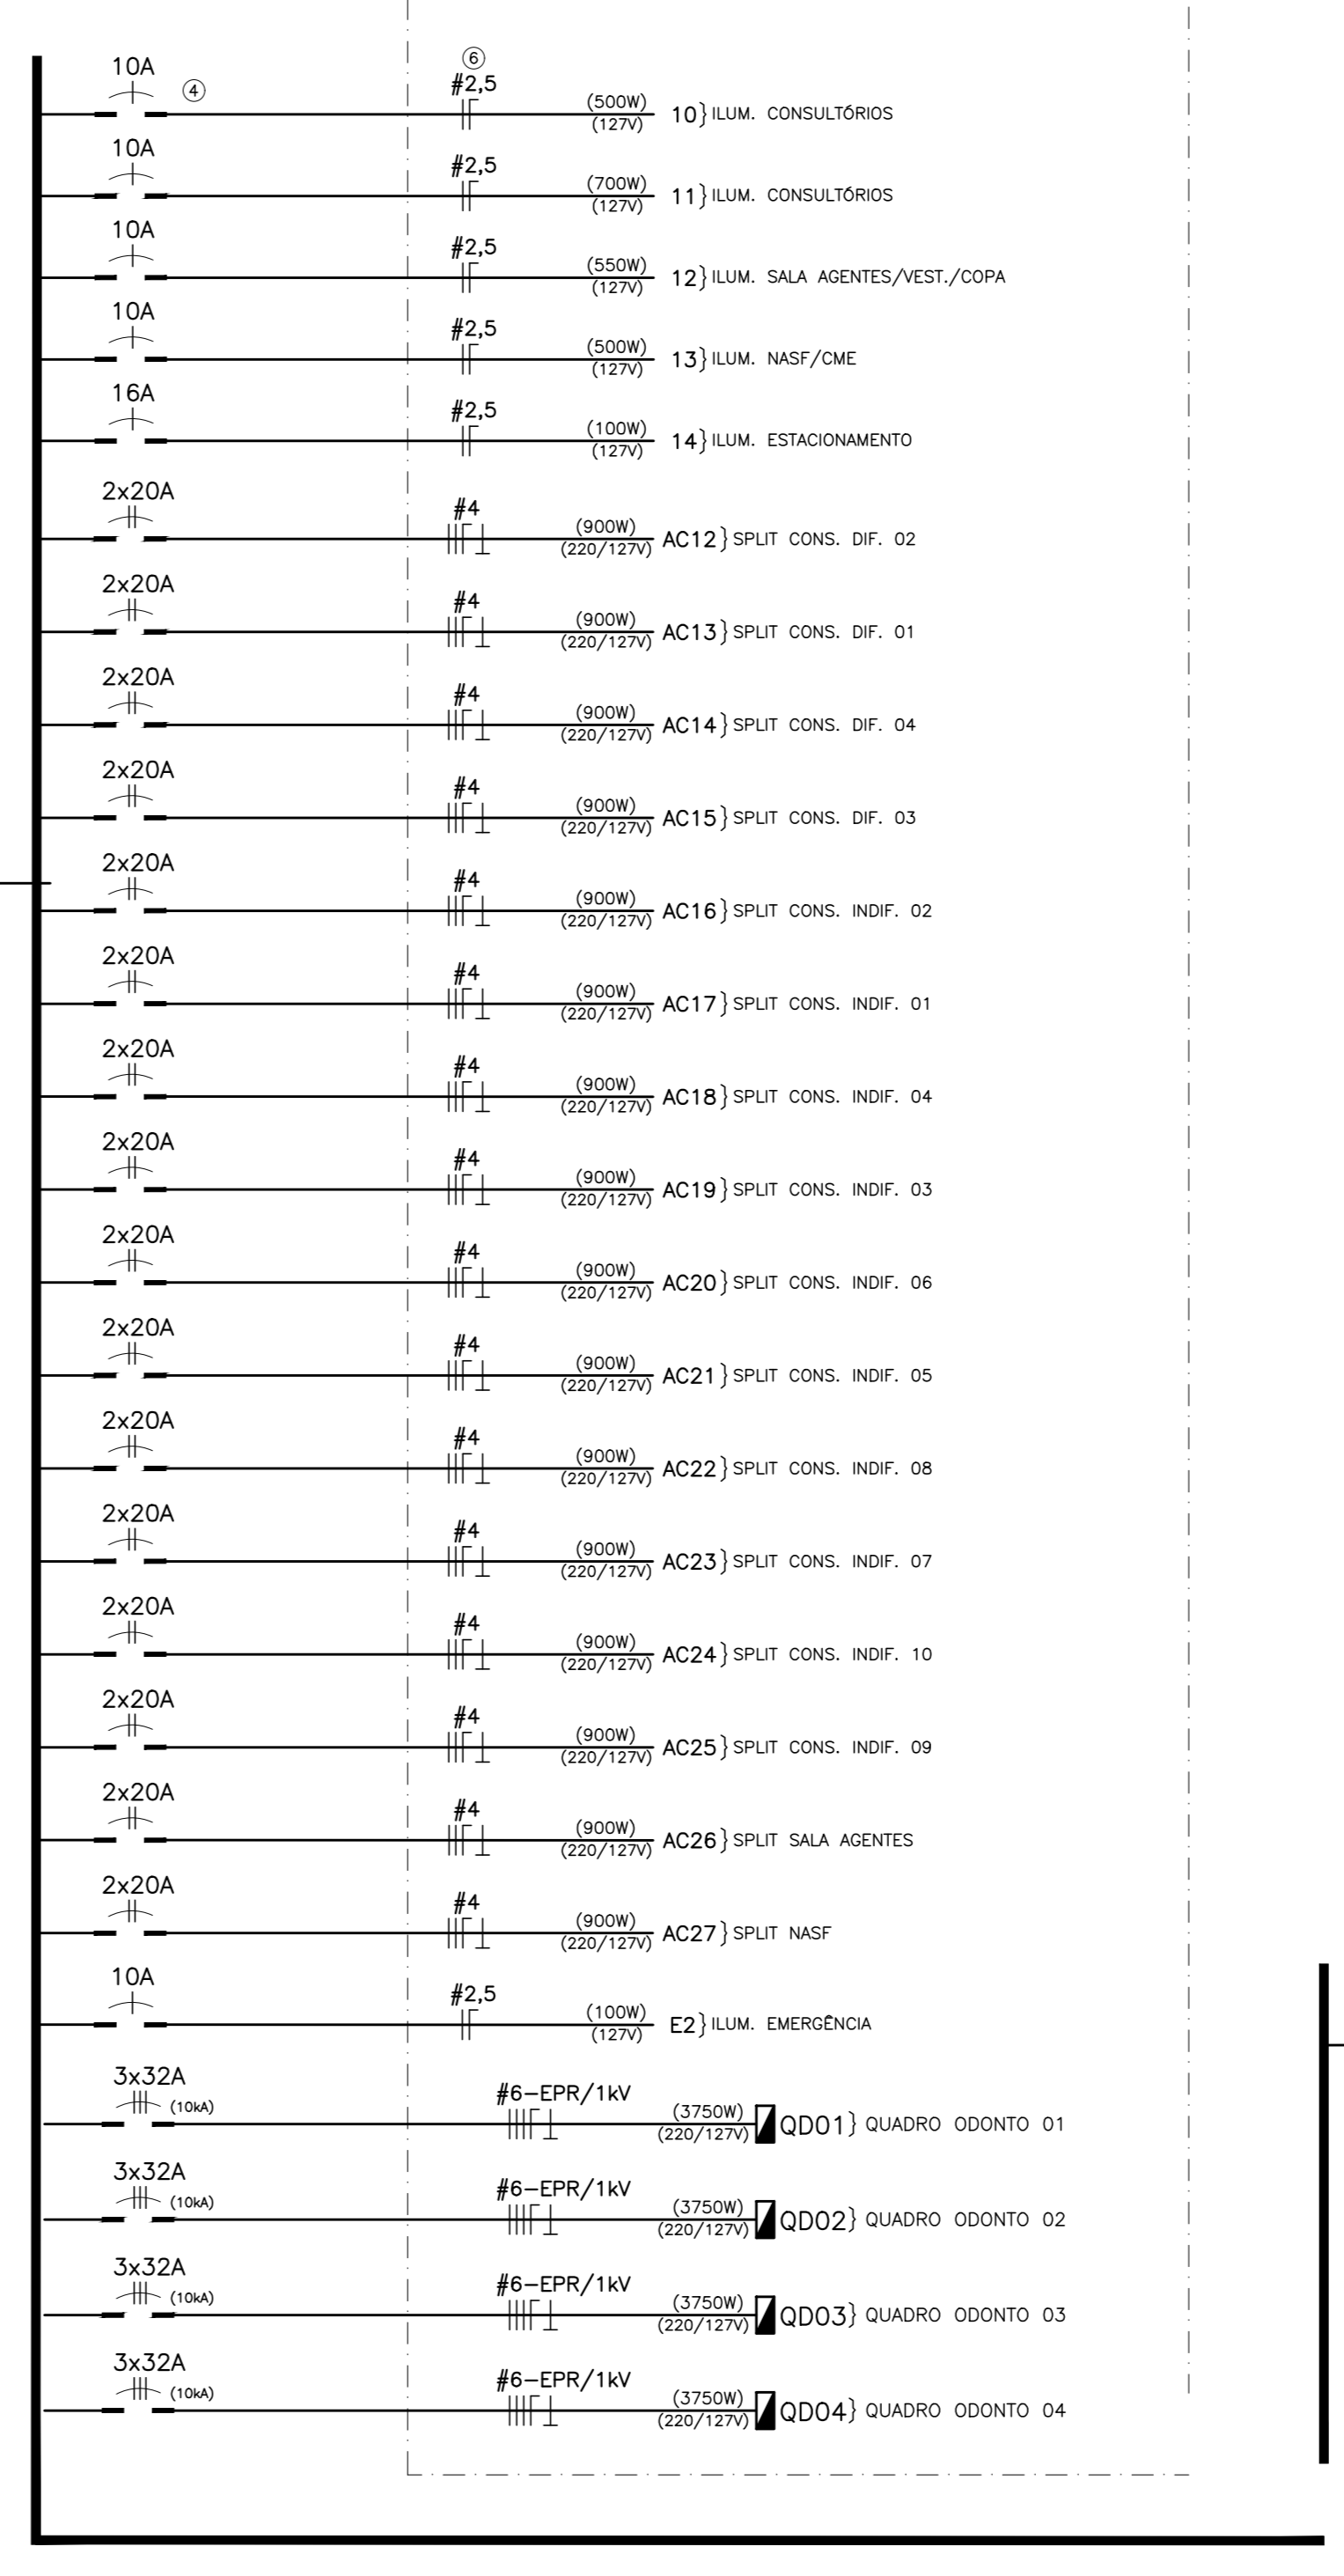 10A ④ ⑥ #2,5 (500W) (127V) 10} ILUM. CONSULTÓRIOS
10A #2,5 (700W) (127V) 11} ILUM. CONSULTÓRIOS
10A #2,5 (550W) (127V) 12} ILUM. SALA AGENTES/VEST./COPA
10A #2,5 (500W) (127V) 13} ILUM. NASF/CME
16A #2,5 (100W) (127V) 14} ILUM. ESTACIONAMENTO
2x20A #4 (900W) (220/127V) AC12} SPLIT CONS. DIF. 02
2x20A #4 (900W) (220/127V) AC13} SPLIT CONS. DIF. 01
2x20A #4 (900W) (220/127V) AC14} SPLIT CONS. DIF. 04
2x20A #4 (900W) (220/127V) AC15} SPLIT CONS. DIF. 03
2x20A #4 (900W) (220/127V) AC16} SPLIT CONS. INDIF. 02
2x20A #4 (900W) (220/127V) AC17} SPLIT CONS. INDIF. 01
2x20A #4 (900W) (220/127V) AC18} SPLIT CONS. INDIF. 04
2x20A #4 (900W) (220/127V) AC19} SPLIT CONS. INDIF. 03
2x20A #4 (900W) (220/127V) AC20} SPLIT CONS. INDIF. 06
2x20A #4 (900W) (220/127V) AC21} SPLIT CONS. INDIF. 05
2x20A #4 (900W) (220/127V) AC22} SPLIT CONS. INDIF. 08
2x20A #4 (900W) (220/127V) AC23} SPLIT CONS. INDIF. 07
2x20A #4 (900W) (220/127V) AC24} SPLIT CONS. INDIF. 10
2x20A #4 (900W) (220/127V) AC25} SPLIT CONS. INDIF. 09
2x20A #4 (900W) (220/127V) AC26} SPLIT SALA AGENTES
2x20A #4 (900W) (220/127V) AC27} SPLIT NASF
10A #2,5 (100W) (127V) E2} ILUM. EMERGÊNCIA
3x32A (10kA) #6-EPR/1kV (3750W) (220/127V) QD01} QUADRO ODONTO 01
3x32A (10kA) #6-EPR/1kV (3750W) (220/127V) QD02} QUADRO ODONTO 02
3x32A (10kA) #6-EPR/1kV (3750W) (220/127V) QD03} QUADRO ODONTO 03
3x32A (10kA) #6-EPR/1kV (3750W) (220/127V) QD04} QUADRO ODONTO 04